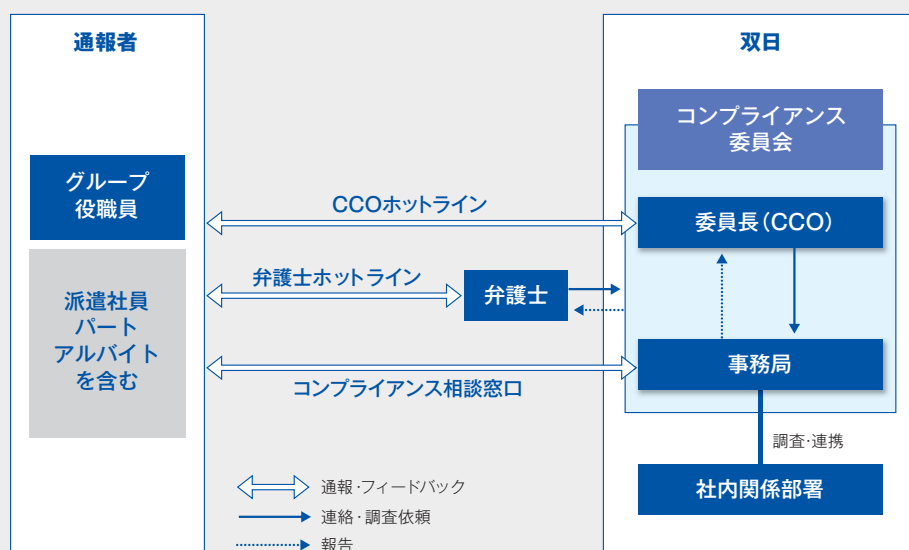 通報者
グループ
役職員
派遣社員
パート
アルバイト
を含む
CCOホットライン
弁護士ホットライン
弁護士
コンプライアンス相談窓口
双日
コンプライアンス
委員会
委員長(CCO)
事務局
調査・連携
社内関係部署
通報・フィードバック
連絡・調査依頼
報告